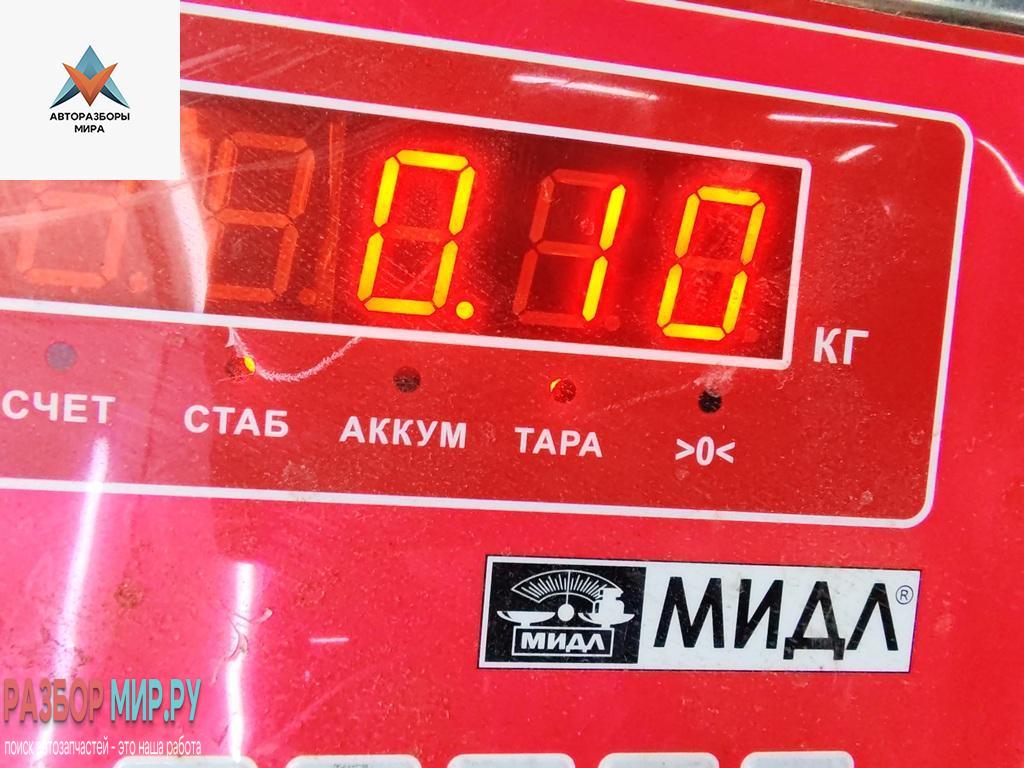 АВТОРАЗБОРЫ
МИРА
0.10
КГ
СЧЕТ СТАБ АККУМ ТАРА >0<
МИДЛ МИДЛ®
РАЗБОР МИР.РУ
поиск автозапчастей - это наша работа